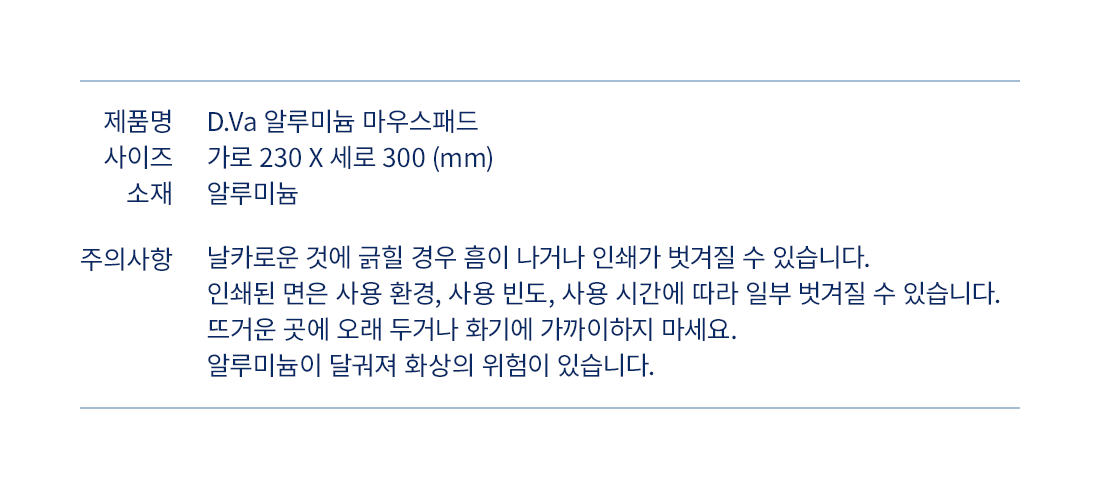 제품명 D.Va 알루미늄 마우스패드
사이즈 가로 230 X 세로 300 (mm)
소재 알루미늄
주의사항 날카로운 것에 긁힐 경우 흠이 나거나 인쇄가 벗겨질 수 있습니다.
인쇄된 면은 사용 환경, 사용 빈도, 사용 시간에 따라 일부 벗겨질 수 있습니다.
뜨거운 곳에 오래 두거나 화기에 가까이하지 마세요.
알루미늄이 달궈져 화상의 위험이 있습니다.